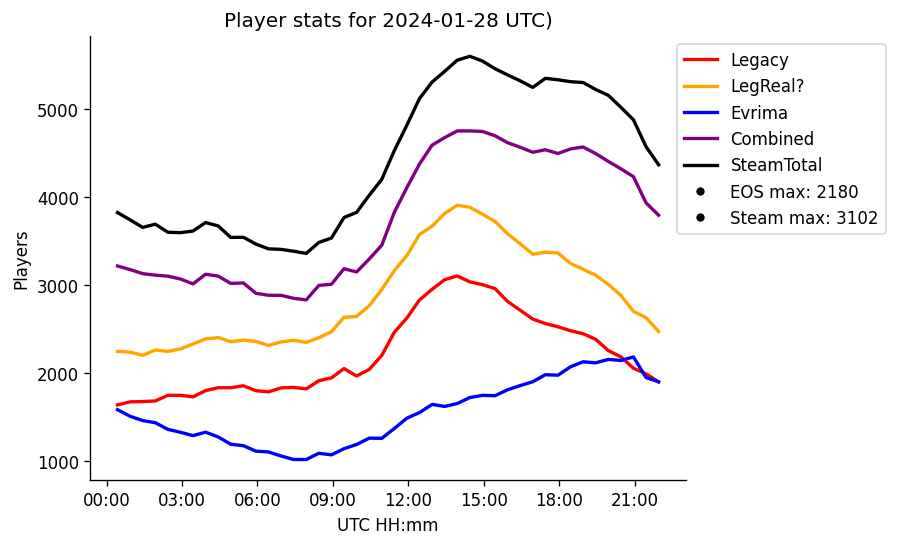 Player stats for 2024-01-28 UTC)
Legacy
LegReal?
Evrima
Combined
SteamTotal
EOS max: 2180
Steam max: 3102
Players
5000
4000
3000
2000
1000
00:00 03:00 06:00 09:00 12:00 15:00 18:00 21:00
UTC HH:mm